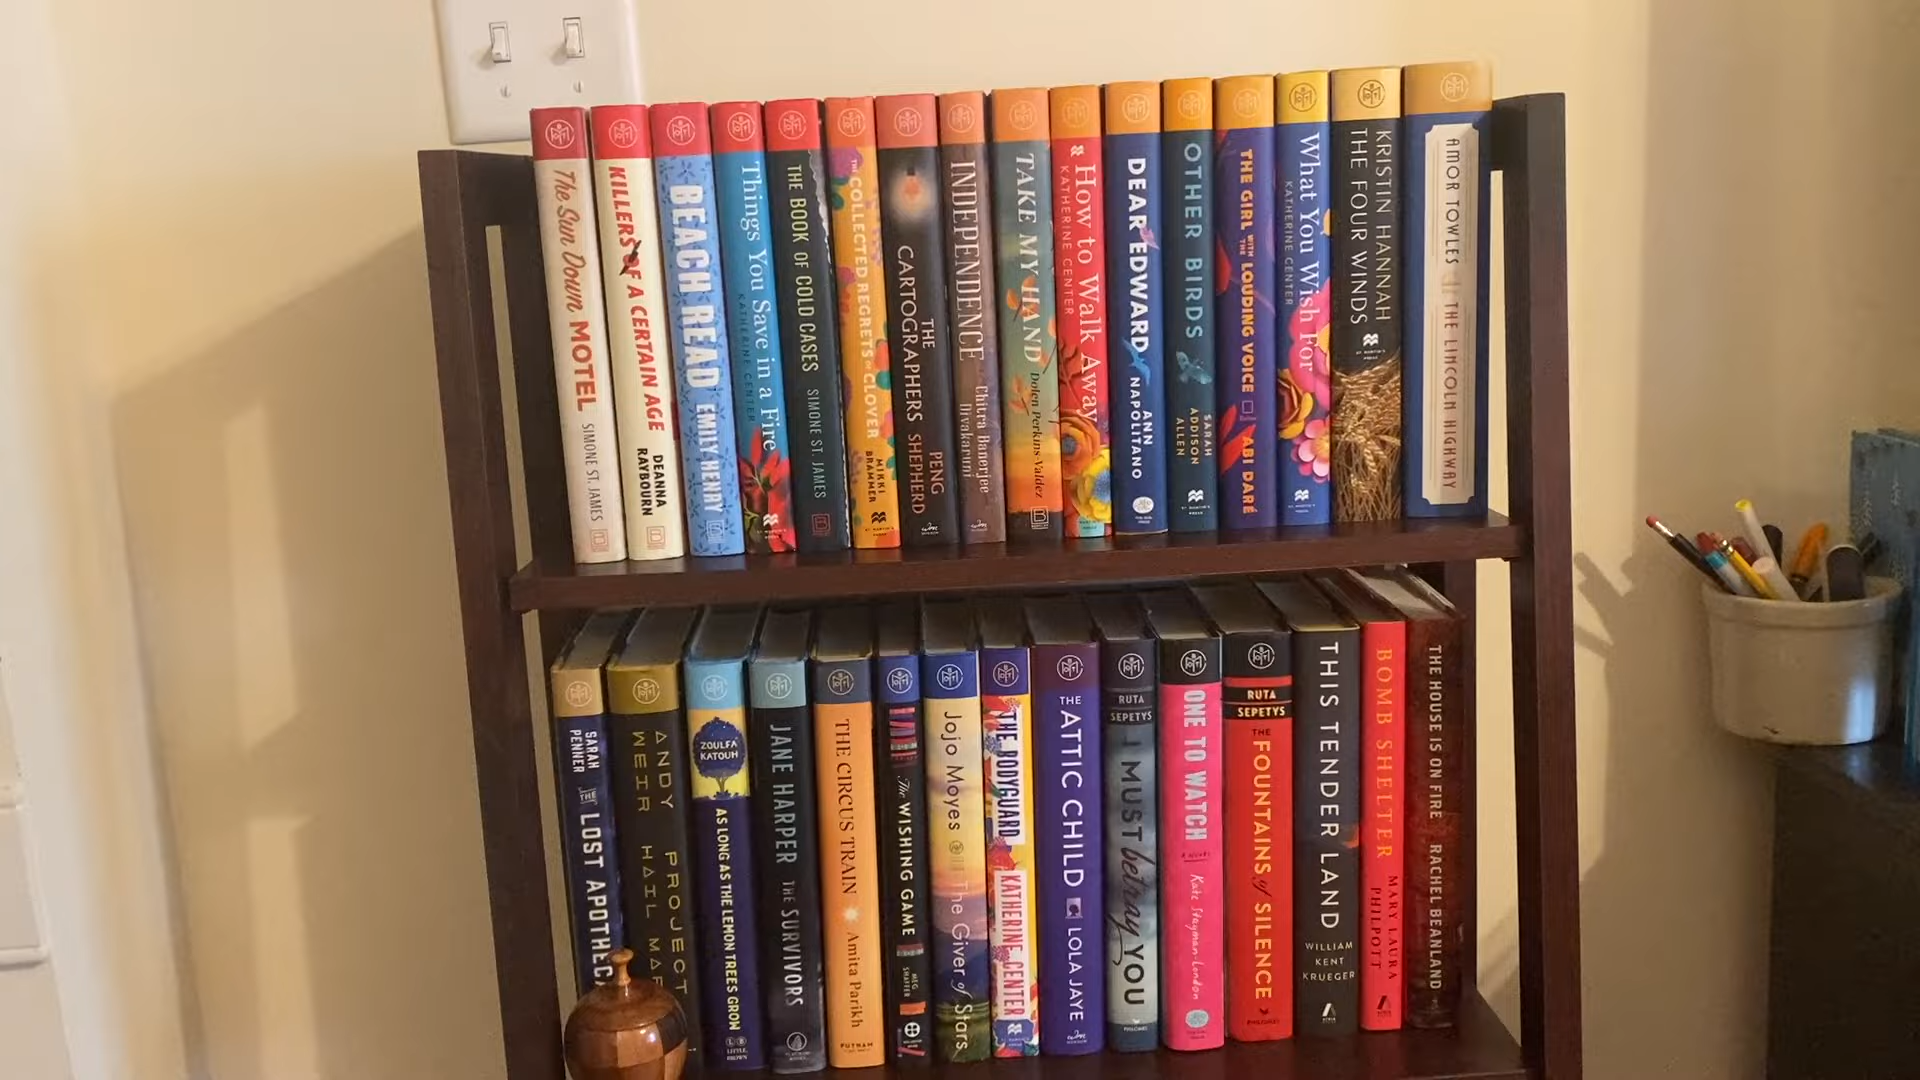 The Sun Down MOTEL SIMONE ST. JAMES
KILLERS OF A CERTAIN AGE DEANNA RAYBOURN
BEACH READ EMILY HENRY
Things You Save in a Fire KATHERINE CENTER
THE BOOK OF COLD CASES SIMONE ST. JAMES
THE COLLECTED REGRETS OF CLOVER MIKKI BRAMMER
THE CARTOGRAPHERS PENG SHEPHERD
INDEPENDENCE Chitra Banerjee Divakaruni
TAKE MY HAND Dolen Perkins-Valdez
How to Walk Away KATHERINE CENTER
DEAR EDWARD ANN NAPOLITANO
OTHER BIRDS SARAH ADDISON ALLEN
THE GIRL WITH THE LOUDING VOICE ABI DARÉ
What You Wish For KATHERINE CENTER
KRISTIN HANNAH THE FOUR WINDS
AMOR TOWLES THE LINCOLN HIGHWAY
SARAH PENNER THE LOST APOTHECA
ANDY WEIR PROJECT HAIL MAR
ZOULFA KATOUH AS LONG AS THE LEMON TREES GROW LITTLE, BROWN
JANE HARPER THE SURVIVORS
THE CIRCUS TRAIN Amita Parikh PUTNAM
THE WISHING GAME MEG SHAFFER
Jojo Moyes The Giver of Stars
THE BODYGUARD KATHERINE CENTER
THE ATTIC CHILD LOLA JAYE
RUTA SEPETYS I MUST betray YOU PHILOMEL
ONE TO WATCH A NOVEL Kate Stayman-London
RUTA SEPETYS THE FOUNTAINS of SILENCE PHILOMEL
THIS TENDER LAND WILLIAM KENT KRUEGER
BOMB SHELTER MARY LAURA PHILPOTT
THE HOUSE IS ON FIRE RACHEL BEANLAND